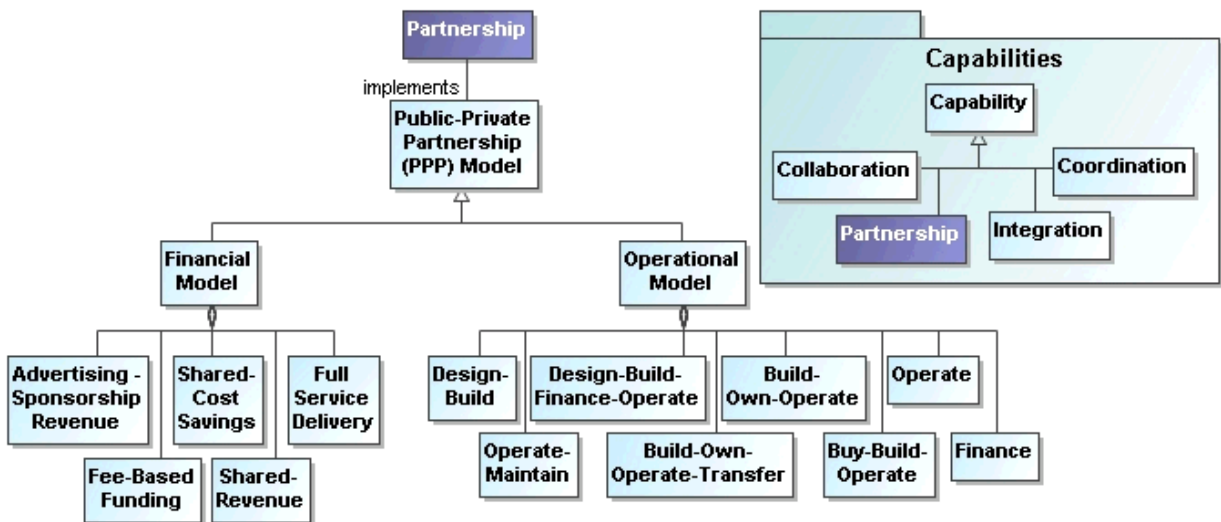 Partnership
implements
Public-Private
Partnership
(PPP) Model
Financial
Model
Operational
Model
Advertising -
Sponsorship
Revenue
Shared-
Cost
Savings
Full
Service
Delivery
Fee-Based
Funding
Shared-
Revenue
Design-
Build
Design-Build-
Finance-Operate
Build-
Own-Operate
Operate
Operate-
Maintain
Build-Own-
Operate-Transfer
Buy-Build-
Operate
Finance
Capabilities
Capability
Collaboration
Coordination
Partnership
Integration